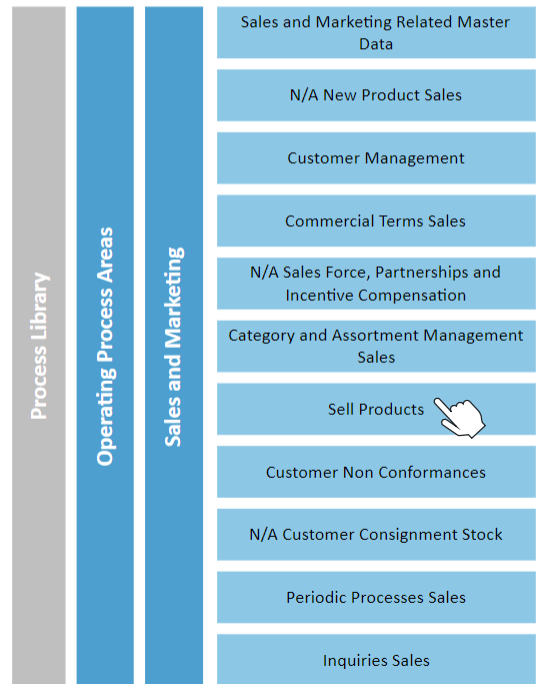 Process Library
Operating Process Areas
Sales and Marketing
Sales and Marketing Related Master
Data
N/A New Product Sales
Customer Management
Commercial Terms Sales
N/A Sales Force, Partnerships and
Incentive Compensation
Category and Assortment Management
Sales
Sell Products
Customer Non Conformances
N/A Customer Consignment Stock
Periodic Processes Sales
Inquiries Sales